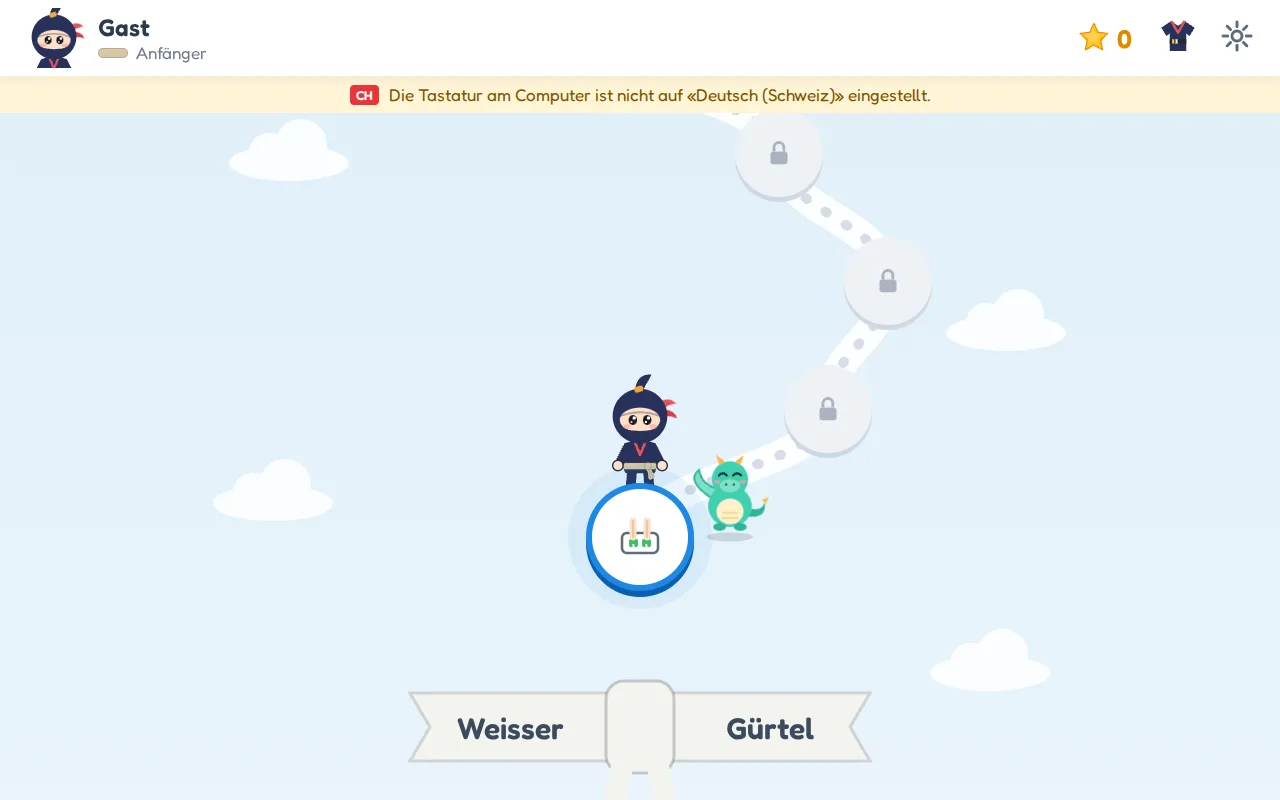 Gast
Anfänger
0
CH Die Tastatur am Computer ist nicht auf «Deutsch (Schweiz)» eingestellt.
Weisser Gürtel